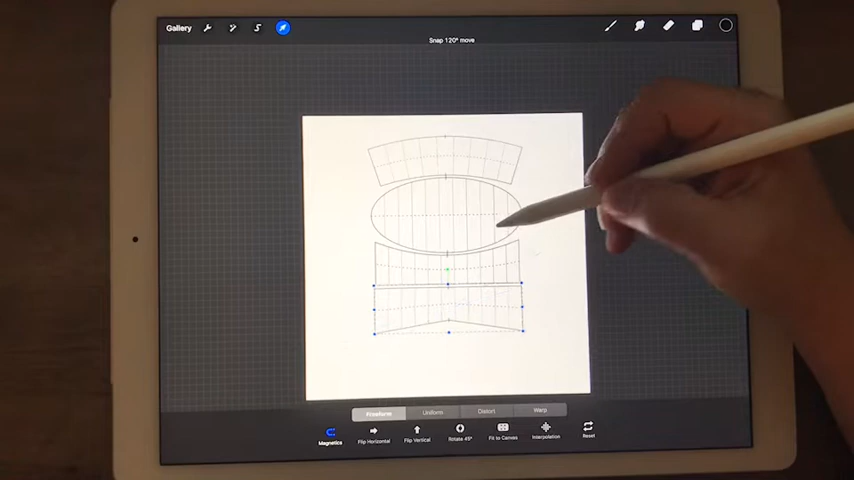 Gallery
Snap 120° move
Freeform Uniform Distort Warp
Magnetics Flip Horizontal Flip Vertical Rotate 45° Fit to Canvas Interpolation Reset